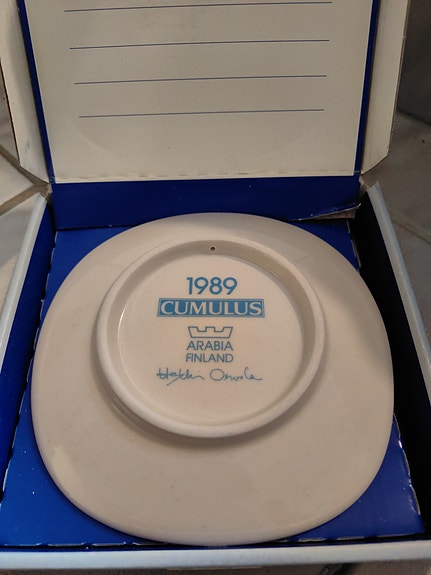 1989
CUMULUS
ARABIA
FINLAND
Heikki Orvola